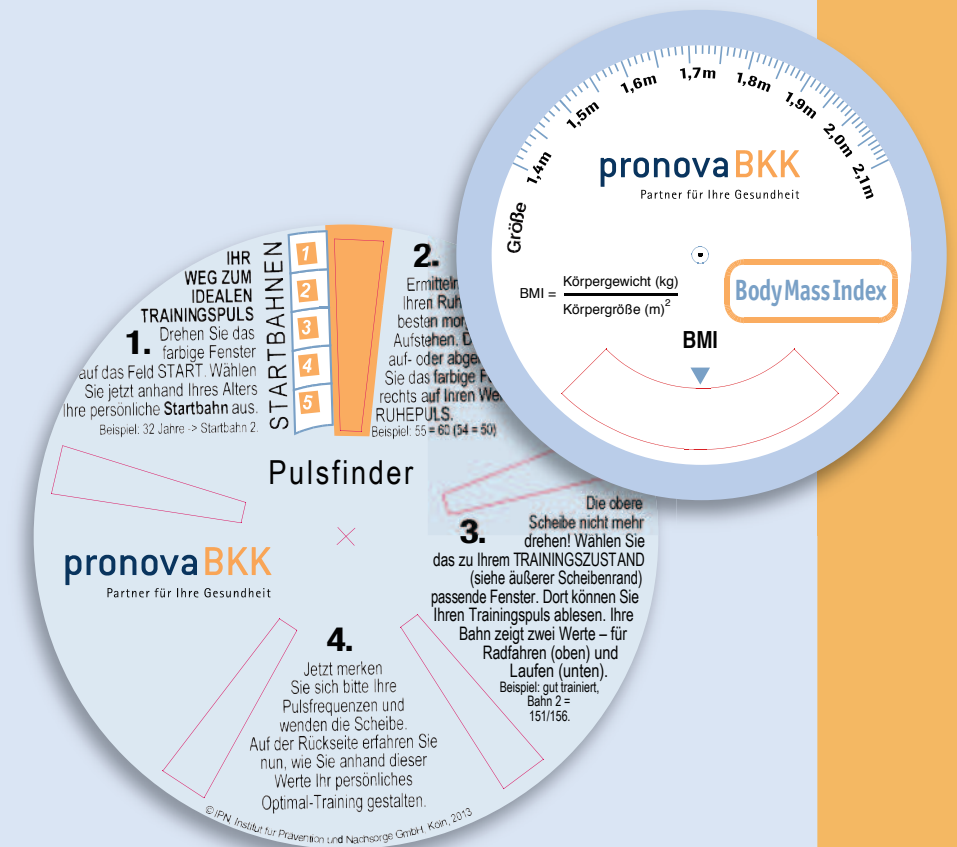 1,4m
1,5m
1,6m
1,7m
1,8m
1,9m
2,0m
2,1m
Größe
pronova BKK
Partner für Ihre Gesundheit
BMI = Körpergewicht (kg)
Körpergröße (m)2
Body Mass Index
BMI
IHR
WEG ZUM
IDEALEN
TRAININGSPULS
1. Drehen Sie das
farbige Fenster
auf das Feld START. Wählen
Sie jetzt anhand Ihres Alters
Ihre persönliche Startbahn aus.
Beispiel: 32 Jahre -> Startbahn 2.
STARTBAHNEN
1
2
3
4
5
2.
Ihren
besten
Aufstehen.
auf- oder
Sie das farbige
rechts auf Ihren
RUHEPULS.
Beispiel: 55 = 60 (54 = 50)
Pulsfinder
pronova BKK
Partner für Ihre Gesundheit
3.
Die obere
Scheibe nicht mehr
drehen! Wählen Sie
das zu Ihrem TRAININGSZUSTAND
(siehe äußerer Scheibenrand)
passende Fenster. Dort können Sie
Ihren Trainingspuls ablesen. Ihre
Bahn zeigt zwei Werte – für
Radfahren (oben) und
Laufen (unten).
Beispiel: gut trainiert,
Bahn 2 =
151/156.
4.
Jetzt merken
Sie sich bitte Ihre
Pulsfrequenzen und
wenden die Scheibe.
Auf der Rückseite erfahren Sie
nun, wie Sie anhand dieser
Werte Ihr persönliches
Optimal-Training gestalten.
© IPN, Institut für Prävention und Nachsorge GmbH, Köln, 2013